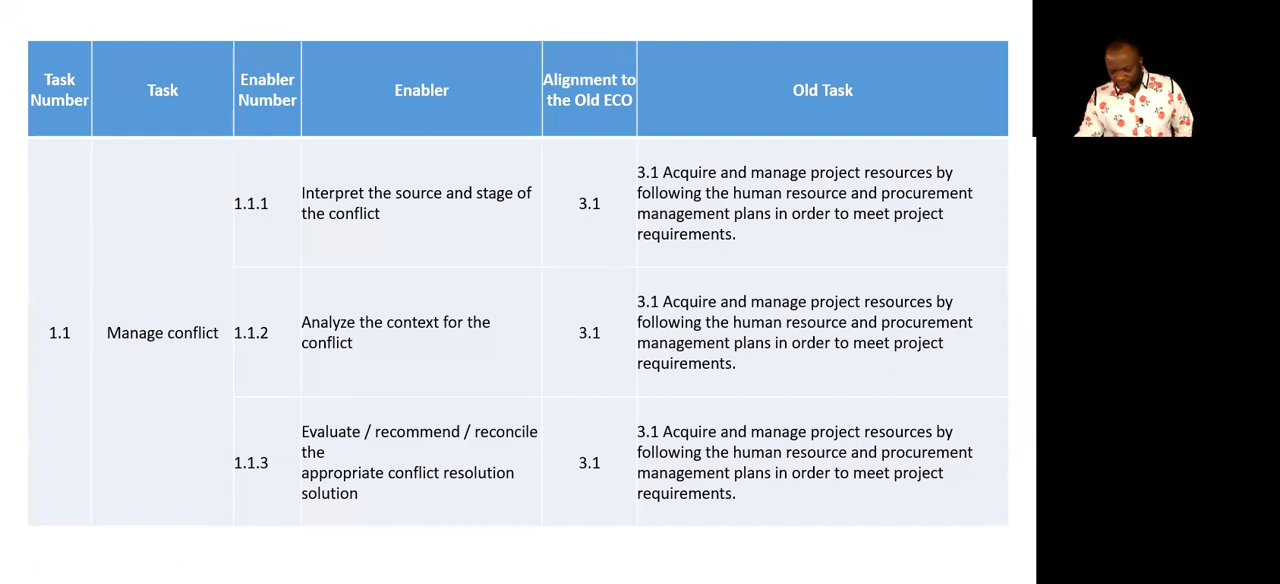 Task
Number
Task
Enabler
Number
Enabler
Alignment to
the Old ECO
Old Task
1.1
Manage conflict
1.1.1
Interpret the source and stage of
the conflict
3.1
3.1 Acquire and manage project resources by
following the human resource and procurement
management plans in order to meet project
requirements.
1.1.2
Analyze the context for the
conflict
3.1
3.1 Acquire and manage project resources by
following the human resource and procurement
management plans in order to meet project
requirements.
1.1.3
Evaluate / recommend / reconcile
the
appropriate conflict resolution
solution
3.1
3.1 Acquire and manage project resources by
following the human resource and procurement
management plans in order to meet project
requirements.